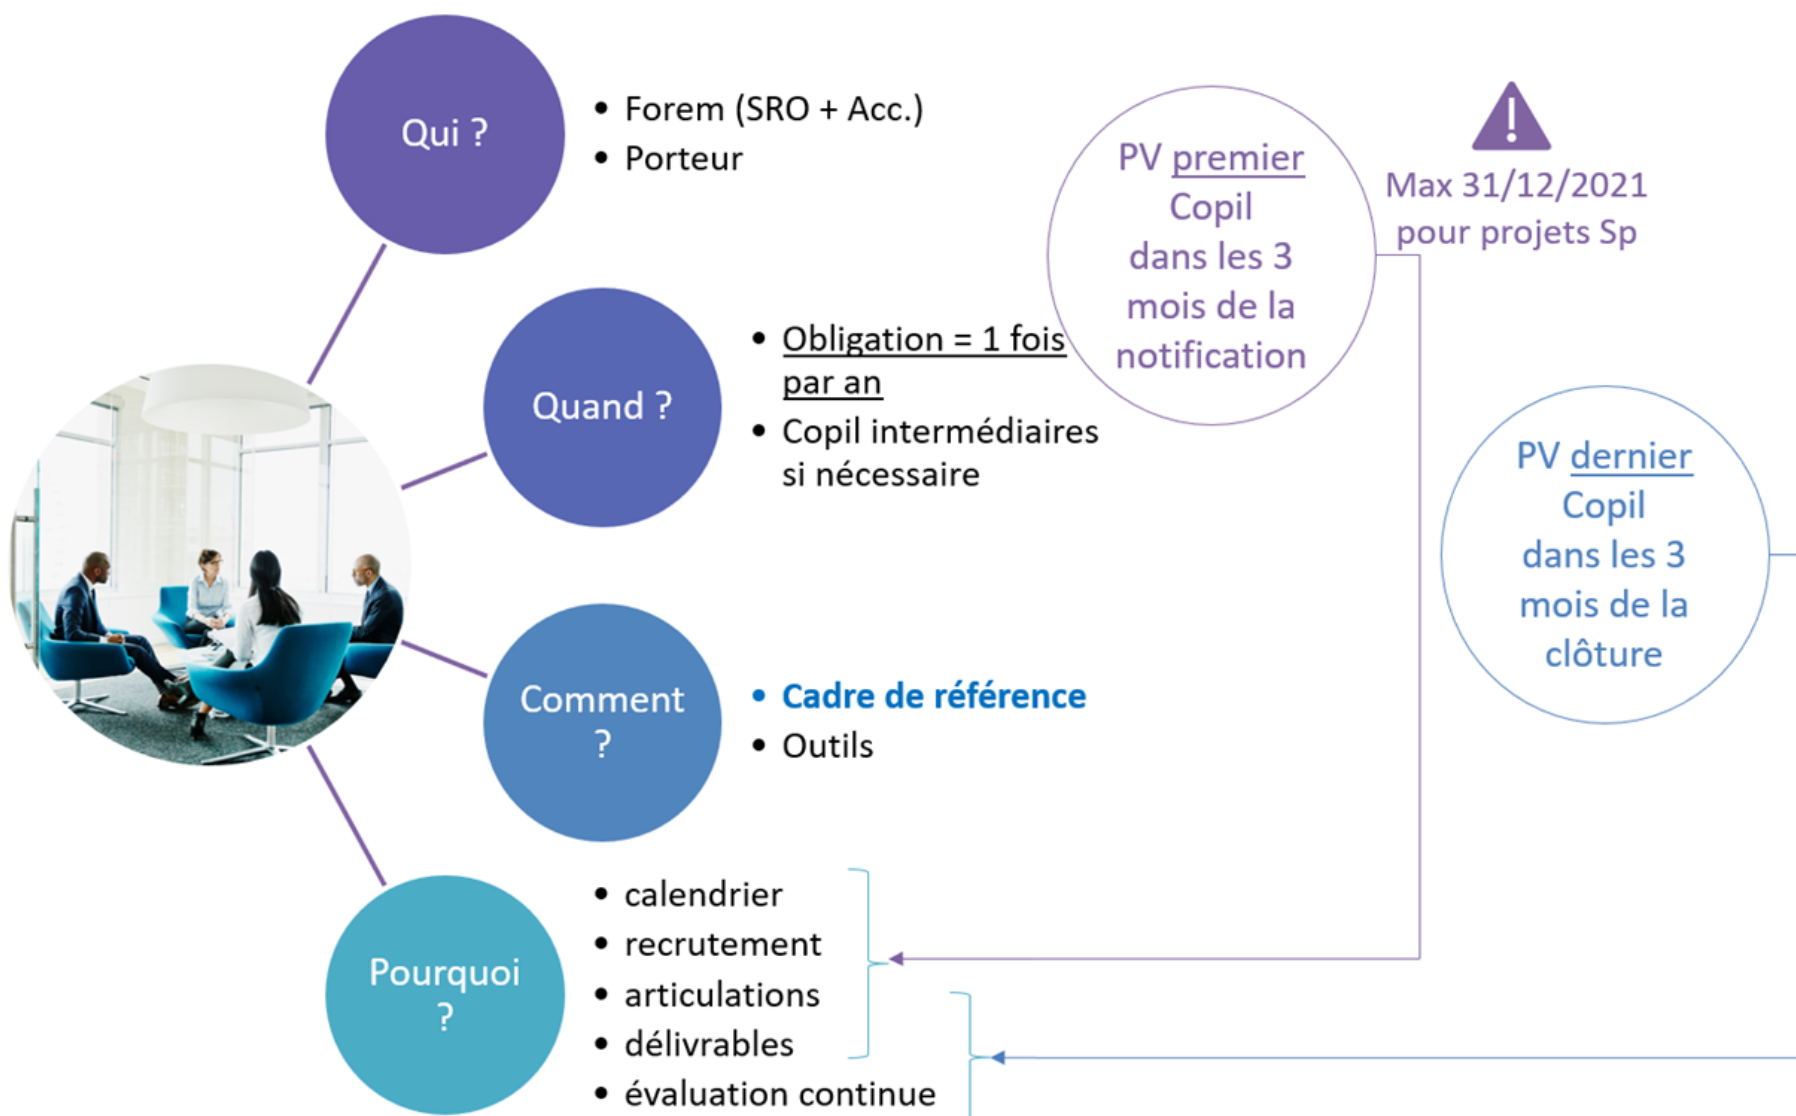 Qui ?
• Forem (SRO + Acc.)
• Porteur
PV premier
Copil
dans les 3
mois de la
notification
Max 31/12/2021
pour projets Sp
Quand ?
• Obligation = 1 fois
par an
• Copil intermédiaires
si nécessaire
PV dernier
Copil
dans les 3
mois de la
clôture
Comment
?
• Cadre de référence
• Outils
Pourquoi
?
• calendrier
• recrutement
• articulations
• délivrables
• évaluation continue